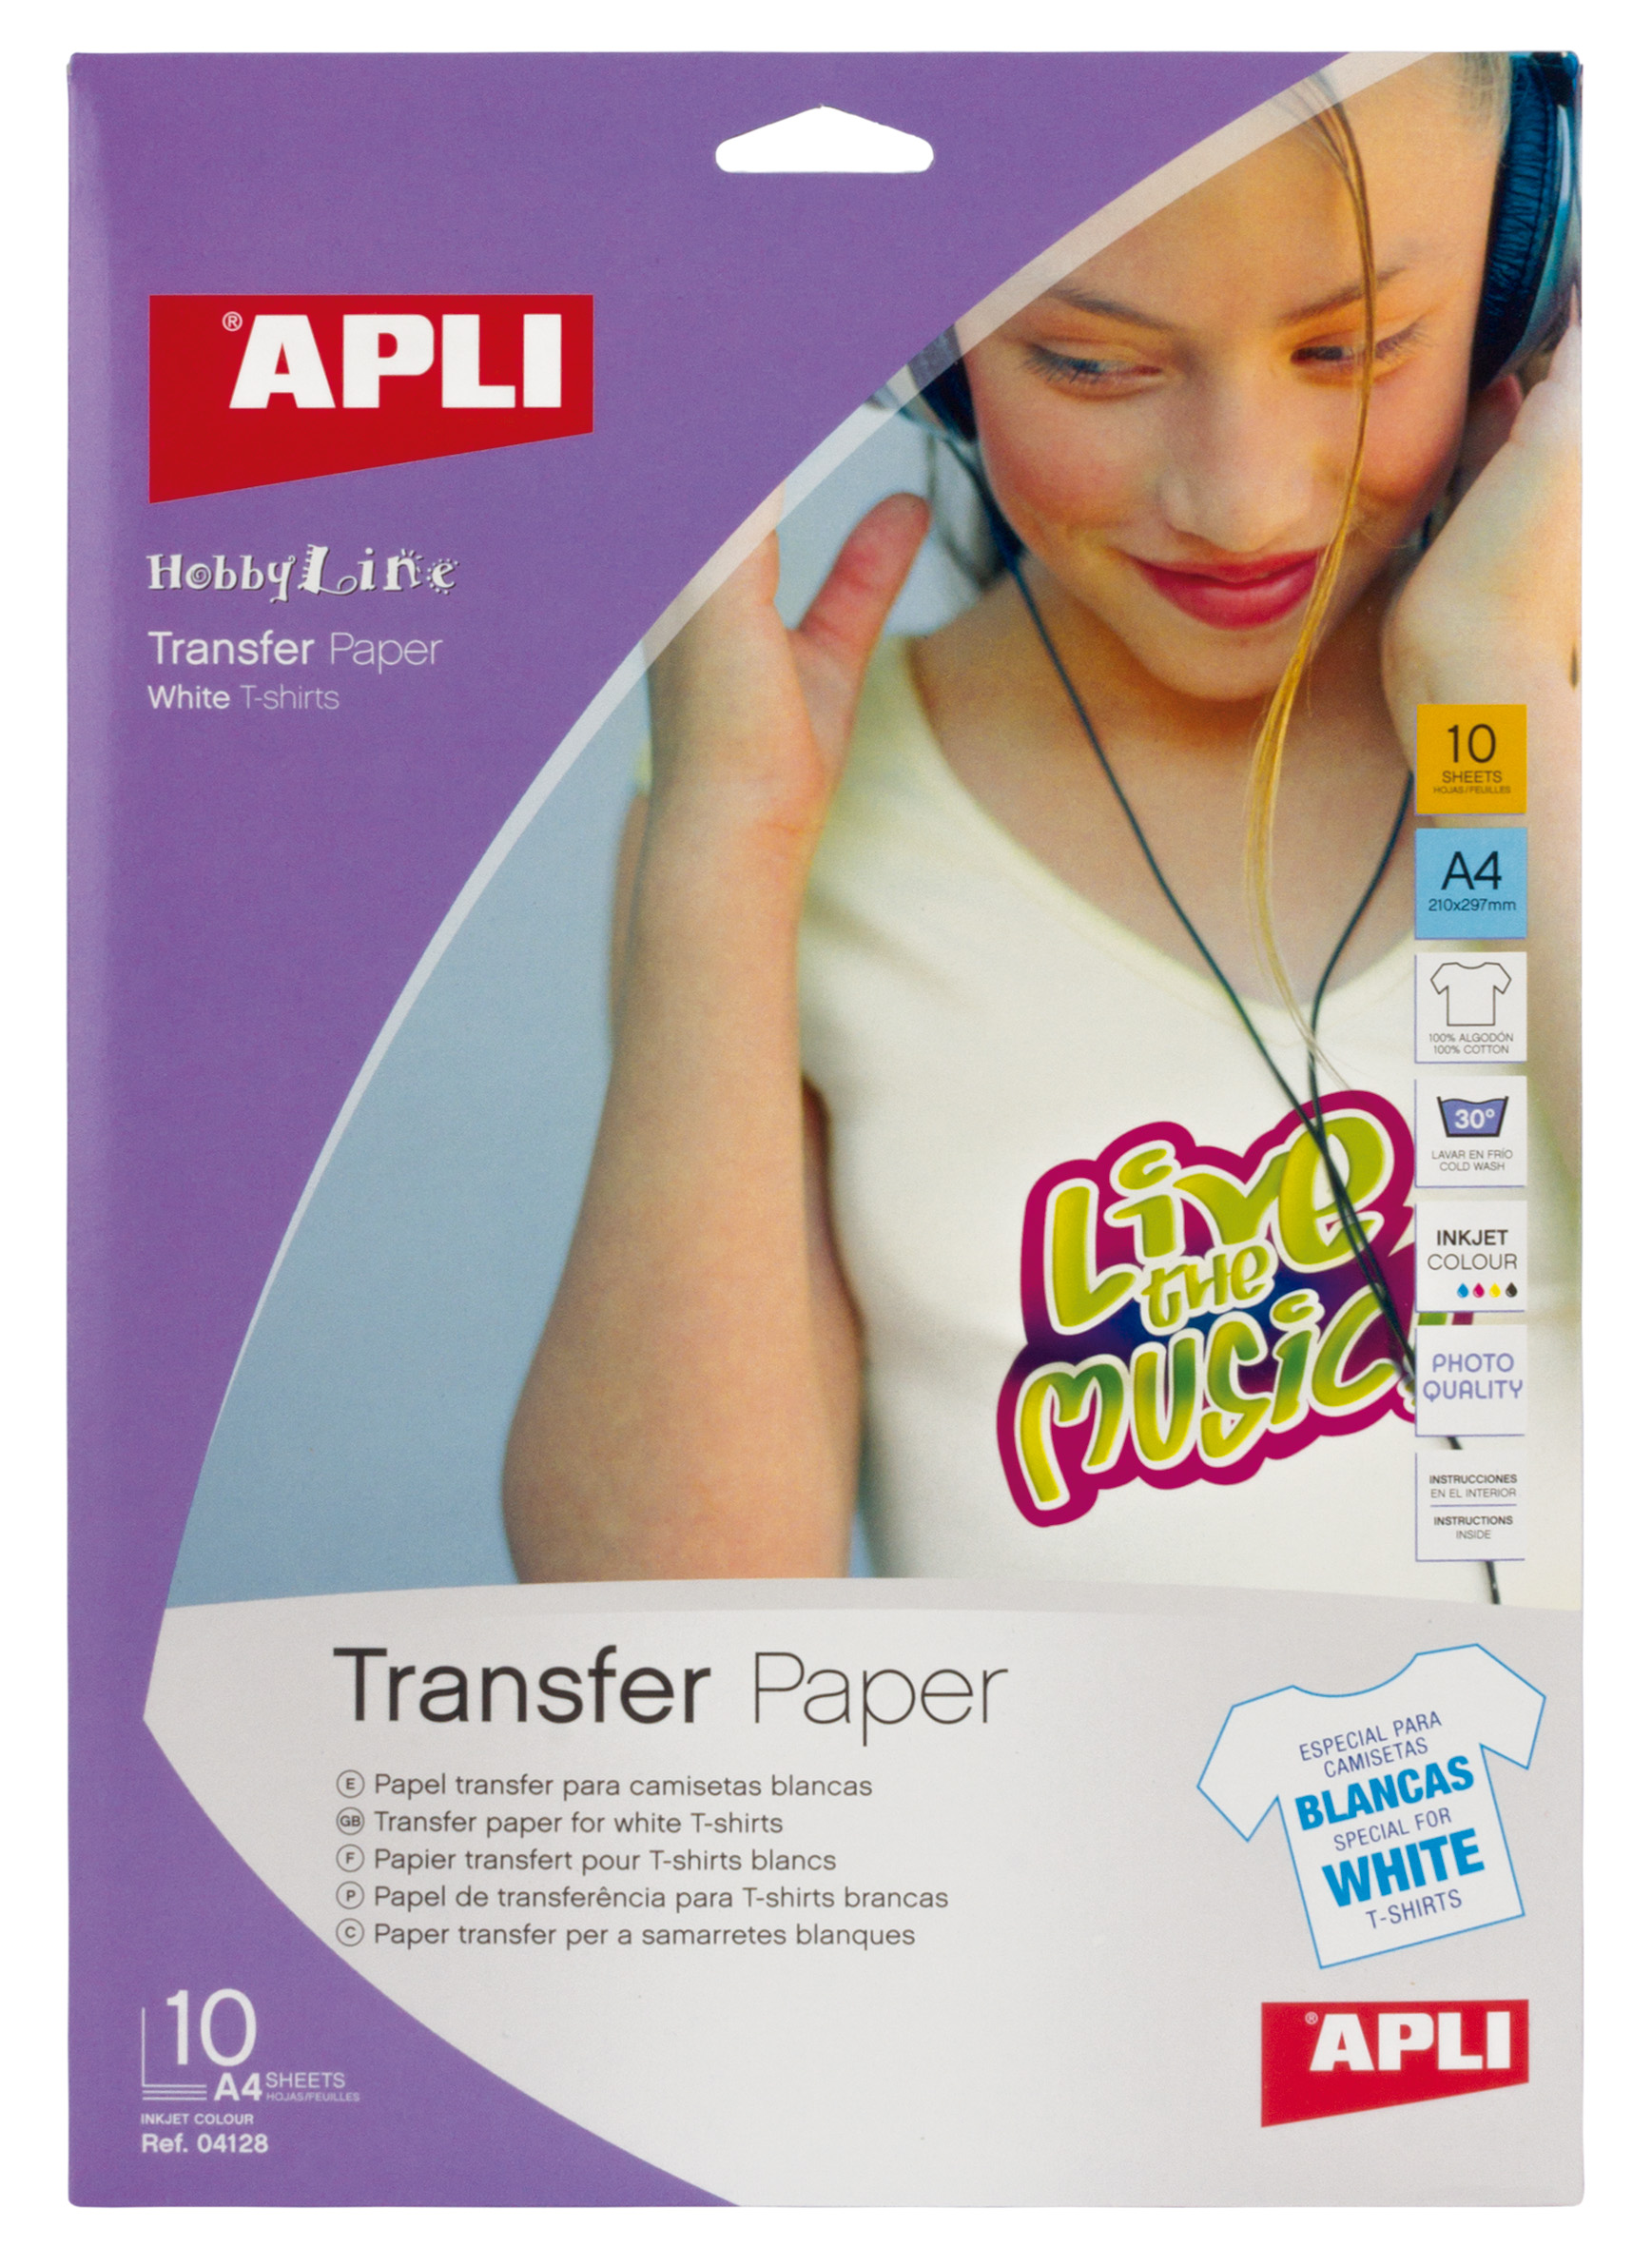 ®APLI
HobbyLine
Transfer Paper
White T-shirts
10
SHEETS
HOJAS/FEUILLES
A4
210x297mm
100% ALGODÓN
100% COTTON
30°
LAVAR EN FRÍO
COLD WASH
INKJET
COLOUR
PHOTO
QUALITY
INSTRUCCIONES
EN EL INTERIOR
INSTRUCTIONS
INSIDE
Live
the
music
Transfer Paper
E Papel transfer para camisetas blancas
GB Transfer paper for white T-shirts
F Papier transfert pour T-shirts blancs
P Papel de transferência para T-shirts brancas
C Paper transfer per a samarretes blanques
ESPECIAL PARA
CAMISETAS
BLANCAS
SPECIAL FOR
WHITE
T-SHIRTS
10
A4 SHEETS
HOJAS/FEUILLES
INKJET COLOUR
Ref. 04128
®APLI